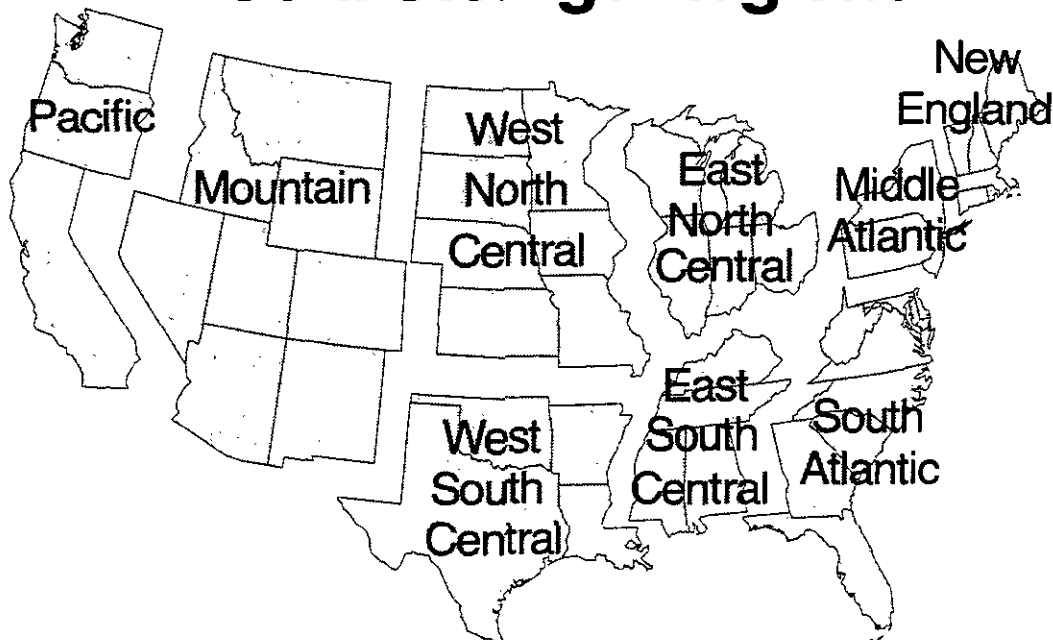 Pacific
Mountain
West
North
Central
East
North
Central
New
England
Middle
Atlantic
West
South
Central
East
South
Central
South
Atlantic